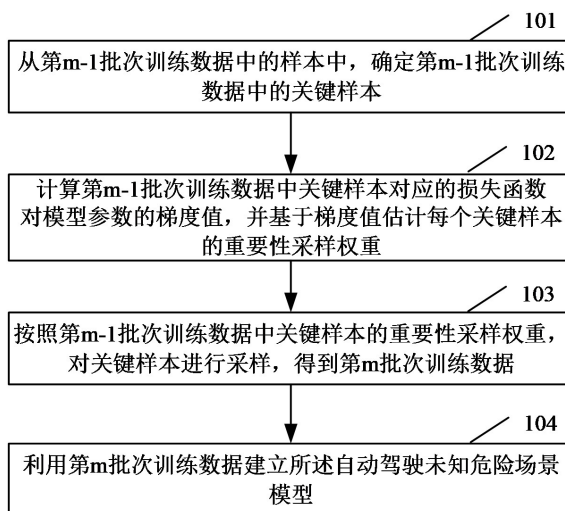 101
从第m-1批次训练数据中的样本中，确定第m-1批次训练
数据中的关键样本
102
计算第m-1批次训练数据中关键样本对应的损失函数
对模型参数的梯度值，并基于梯度值估计每个关键样本
的重要性采样权重
103
按照第m-1批次训练数据中关键样本的重要性采样权重，
对关键样本进行采样，得到第m批次训练数据
104
利用第m批次训练数据建立所述自动驾驶未知危险场景
模型